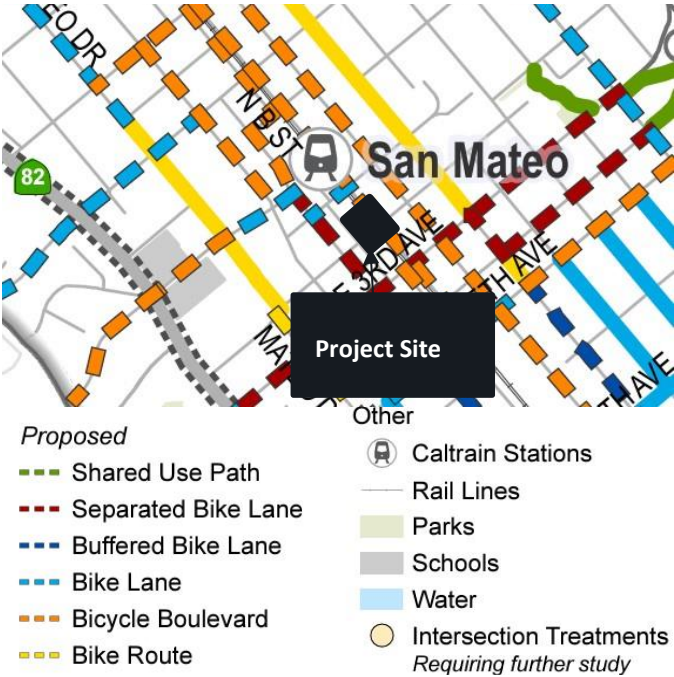 EO DR
N B ST
82
San Mateo
E 3RD AVE
TH AVE
Project Site
TH AVE
Other
Proposed
Shared Use Path
Separated Bike Lane
Buffered Bike Lane
Bike Lane
Bicycle Boulevard
Bike Route
Caltrain Stations
Rail Lines
Parks
Schools
Water
Intersection Treatments
Requiring further study